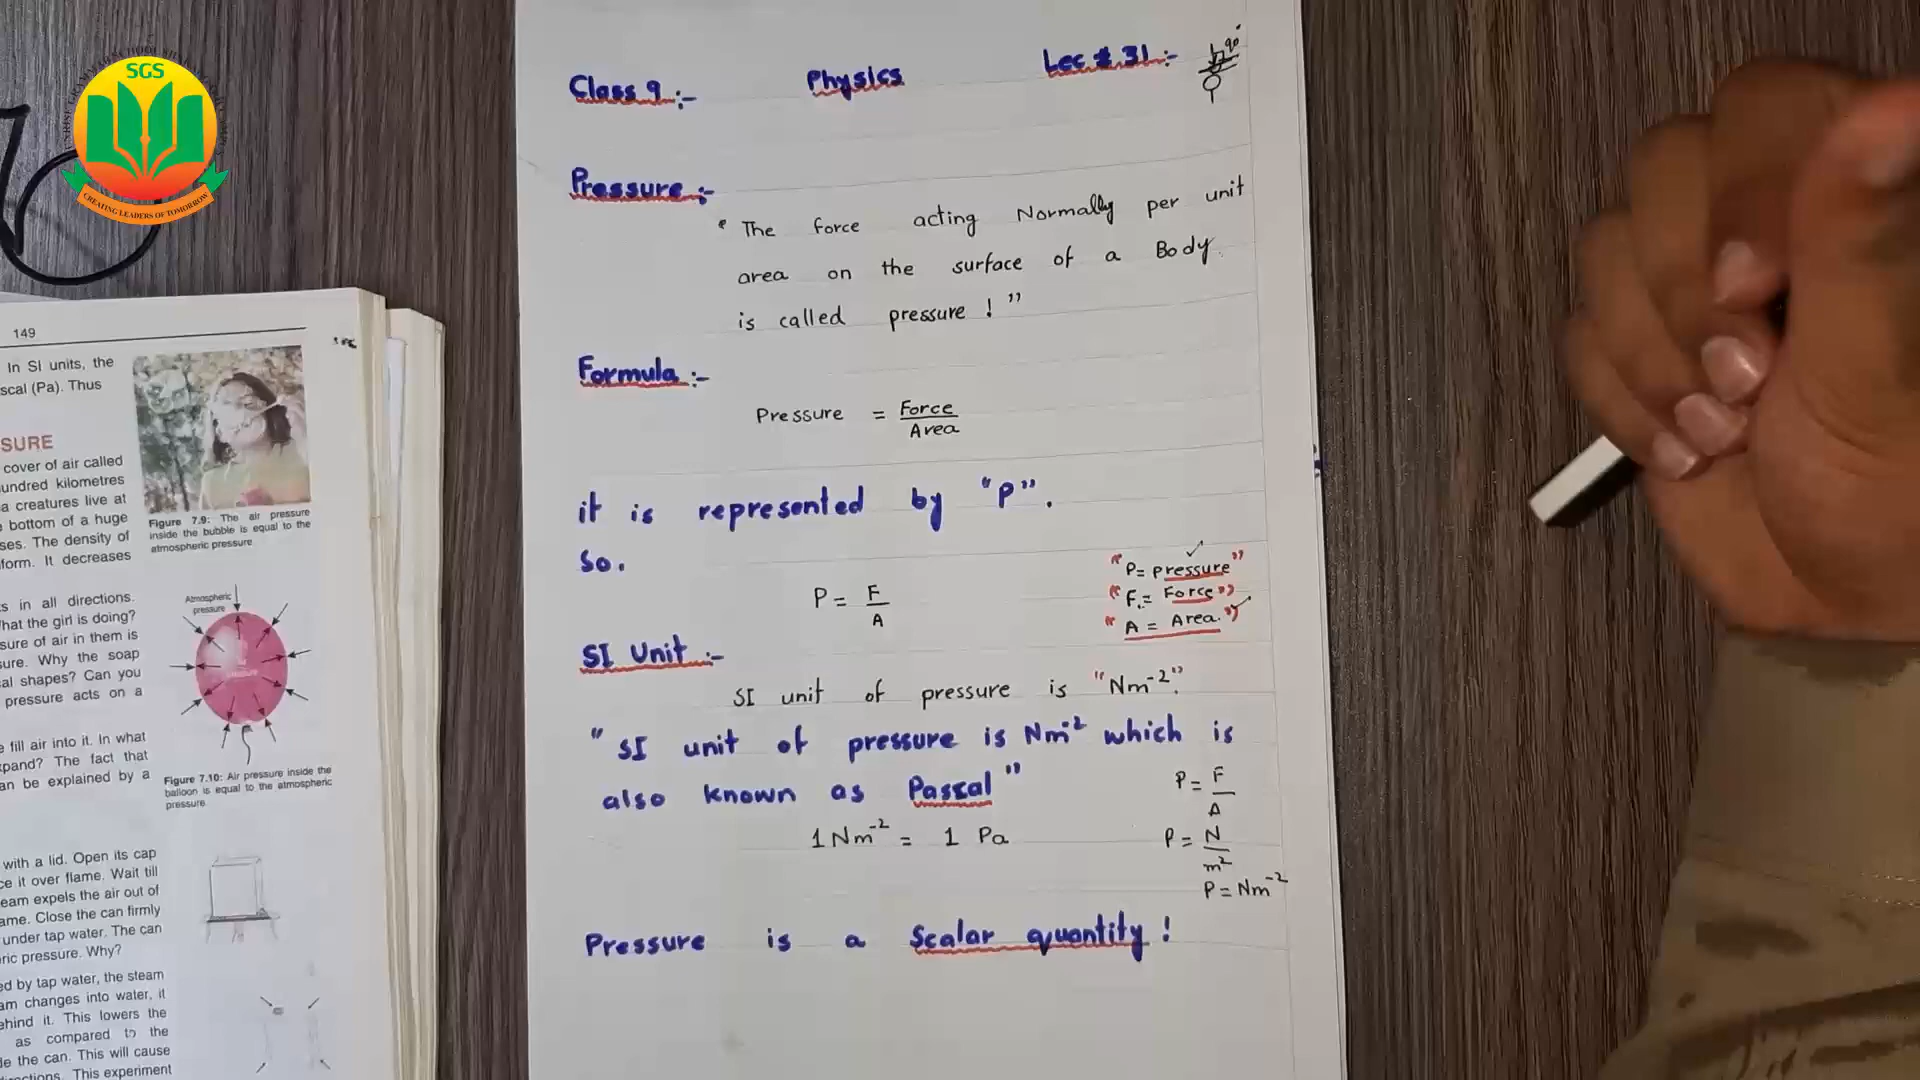 SGS
CREATING LEADERS OF TOMORROW
Class 9 :-
Physics
Lec # 31 :-
90°
Pressure :-
" The force acting Normally per unit
area on the surface of a Body.
is called pressure ! "
Formula :-
Pressure = Force / Area
it is represented by "P".
So.
P = F / A
"P = pressure"
"F. = Force"
"A = Area."
SI Unit :-
SI unit of pressure is "Nm⁻²".
" SI unit of pressure is Nm⁻² which is
also known as Pascal "
1 Nm⁻² = 1 Pa
P = F / A
P = N / m²
P = Nm⁻²
Pressure is a Scalar quantity !
149
In SI units, the
scal (Pa). Thus
SURE
cover of air called
undred kilometres
a creatures live at
bottom of a huge
ses. The density of
form. It decreases
s in all directions.
hat the girl is doing?
sure of air in them is
sure. Why the soap
al shapes? Can you
pressure acts on a
e fill air into it. In what
xpand? The fact that
an be explained by a
with a lid. Open its cap
ce it over flame. Wait till
eam expels the air out of
ame. Close the can firmly
under tap water. The can
ric pressure. Why?
ed by tap water, the steam
am changes into water, it
ehind it. This lowers the
as compared to the
de the can. This will cause
rections. This experiment
Figure 7.9: The air pressure
inside the bubble is equal to the
atmospheric pressure
Atmospheric
pressure
Figure 7.10: Air pressure inside the
balloon is equal to the atmospheric
pressure.